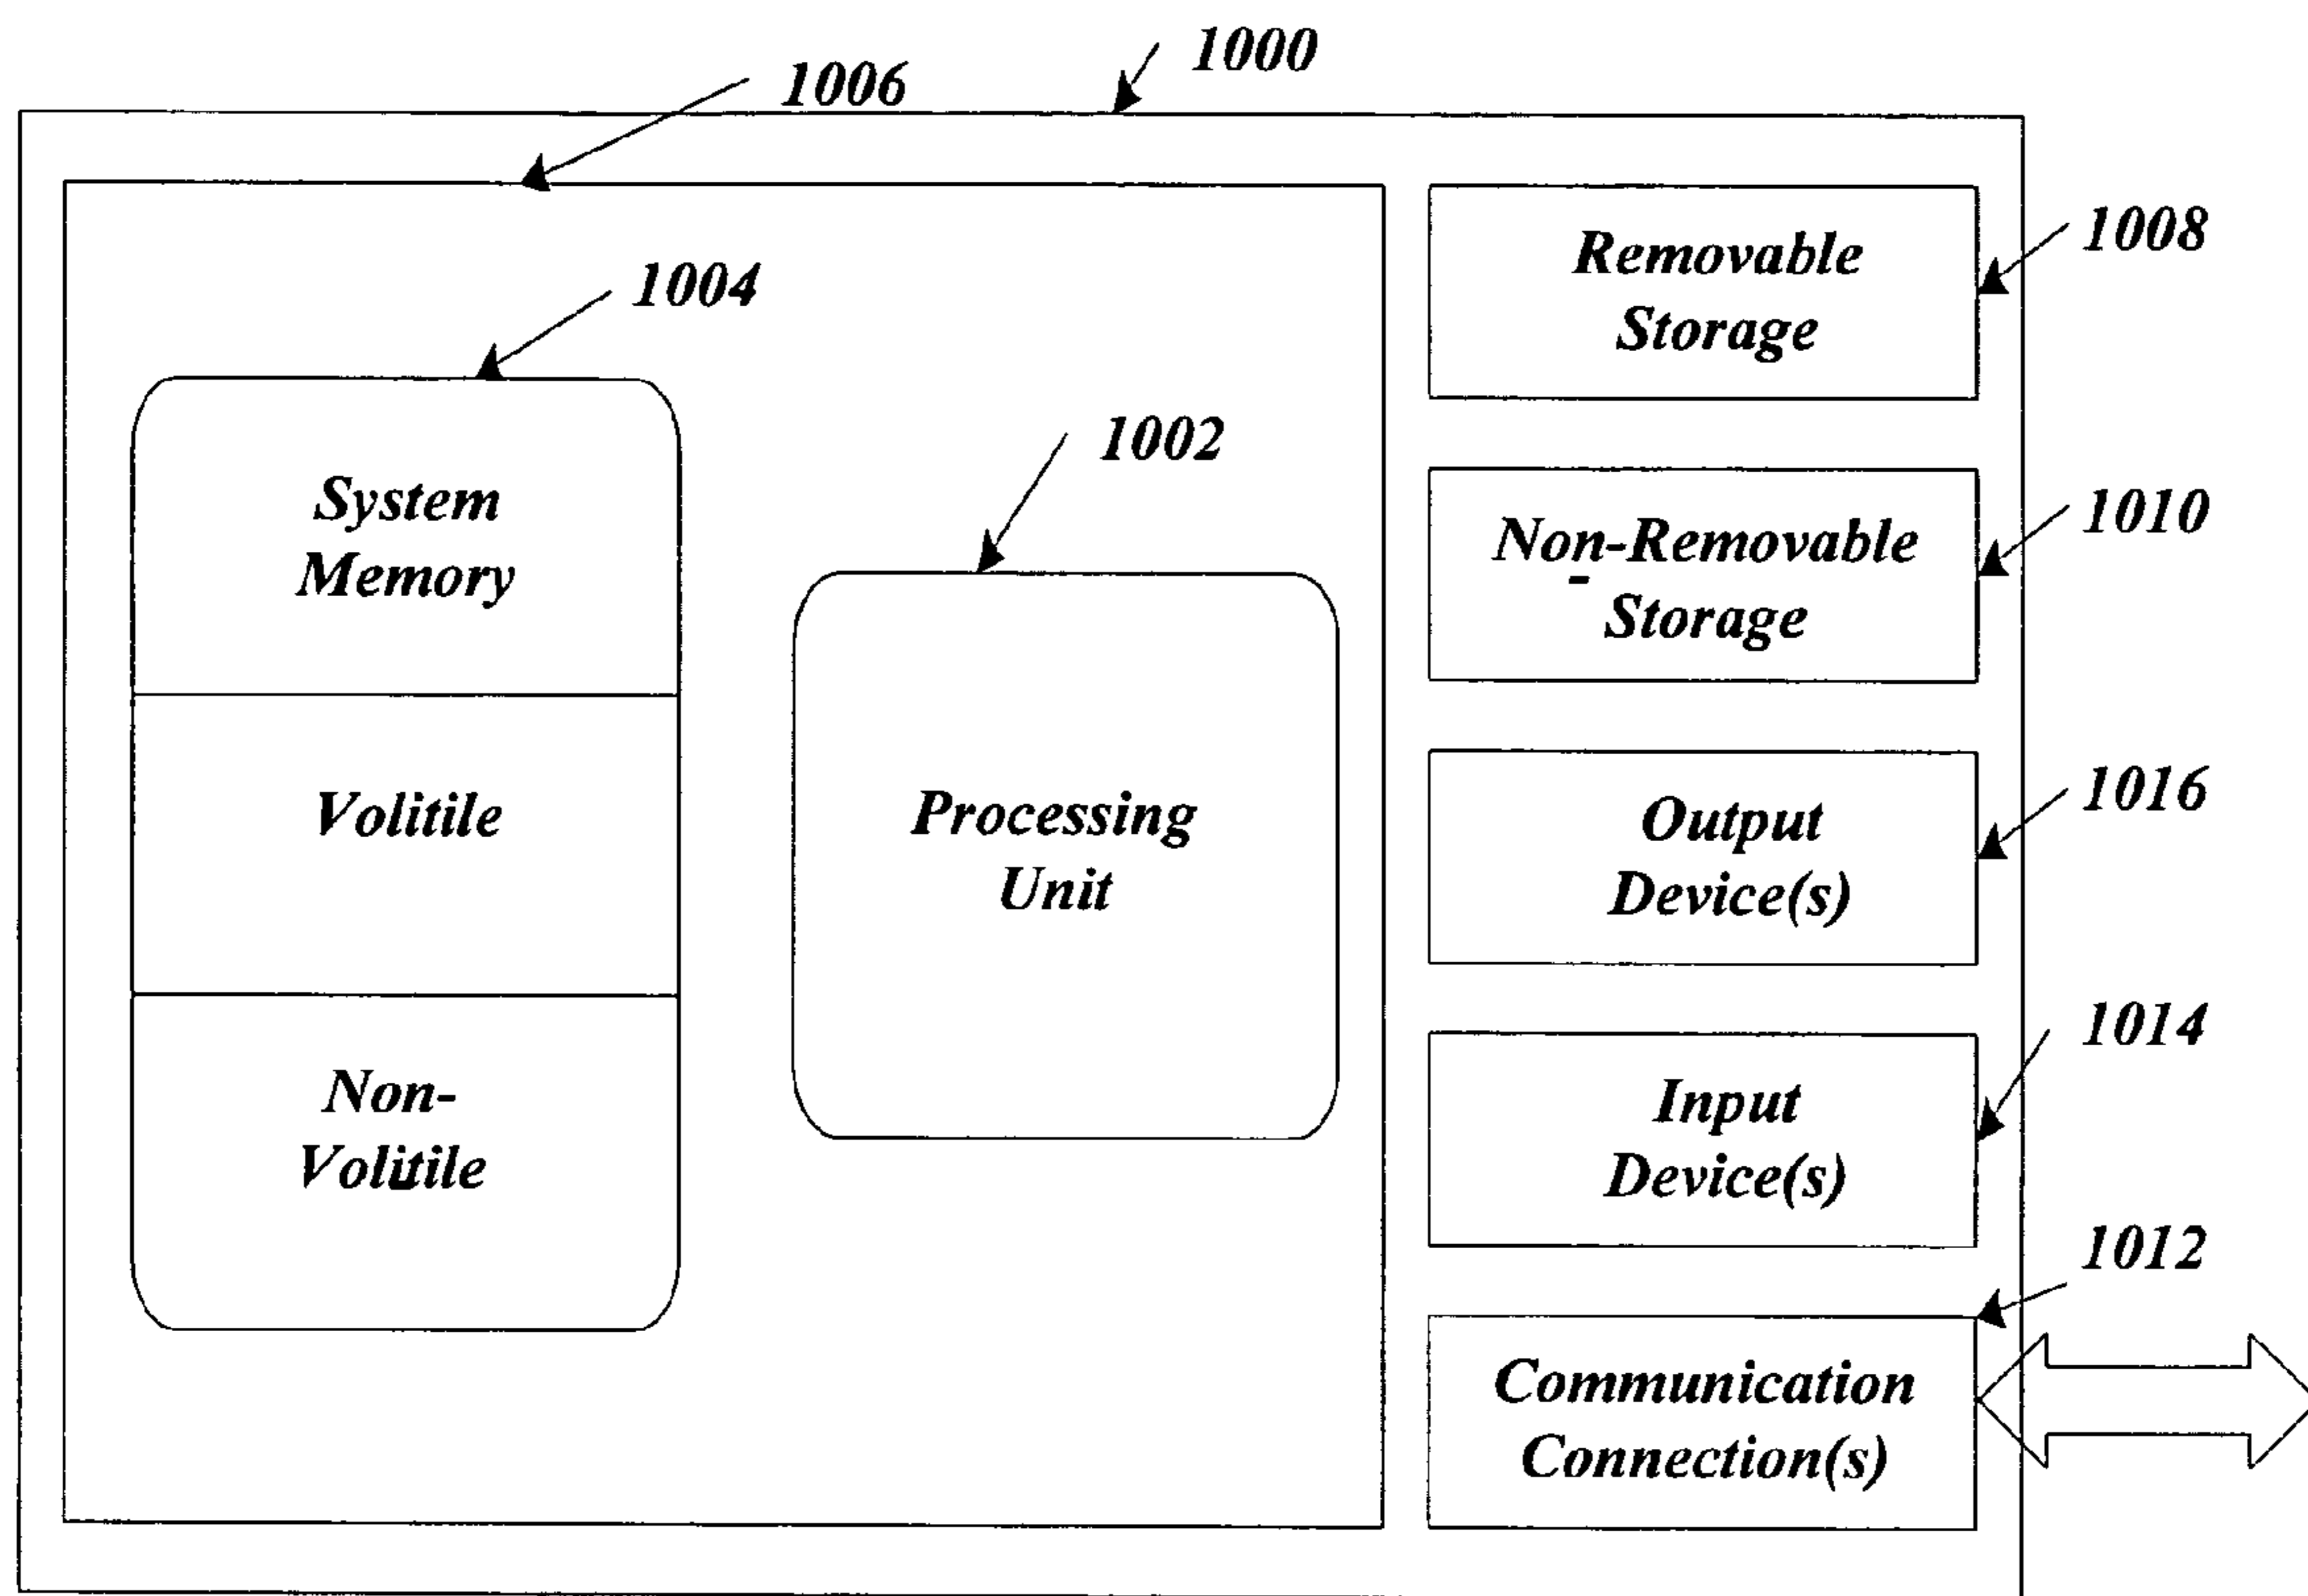 1000
1006
1008
Removable
Storage
1004
1002
System
Memory
1010
Non-Removable
Storage
1016
Volitile
Processing
Unit
Output
Device(s)
1014
Non-
Volitile
Input
Device(s)
1012
Communication
Connection(s)